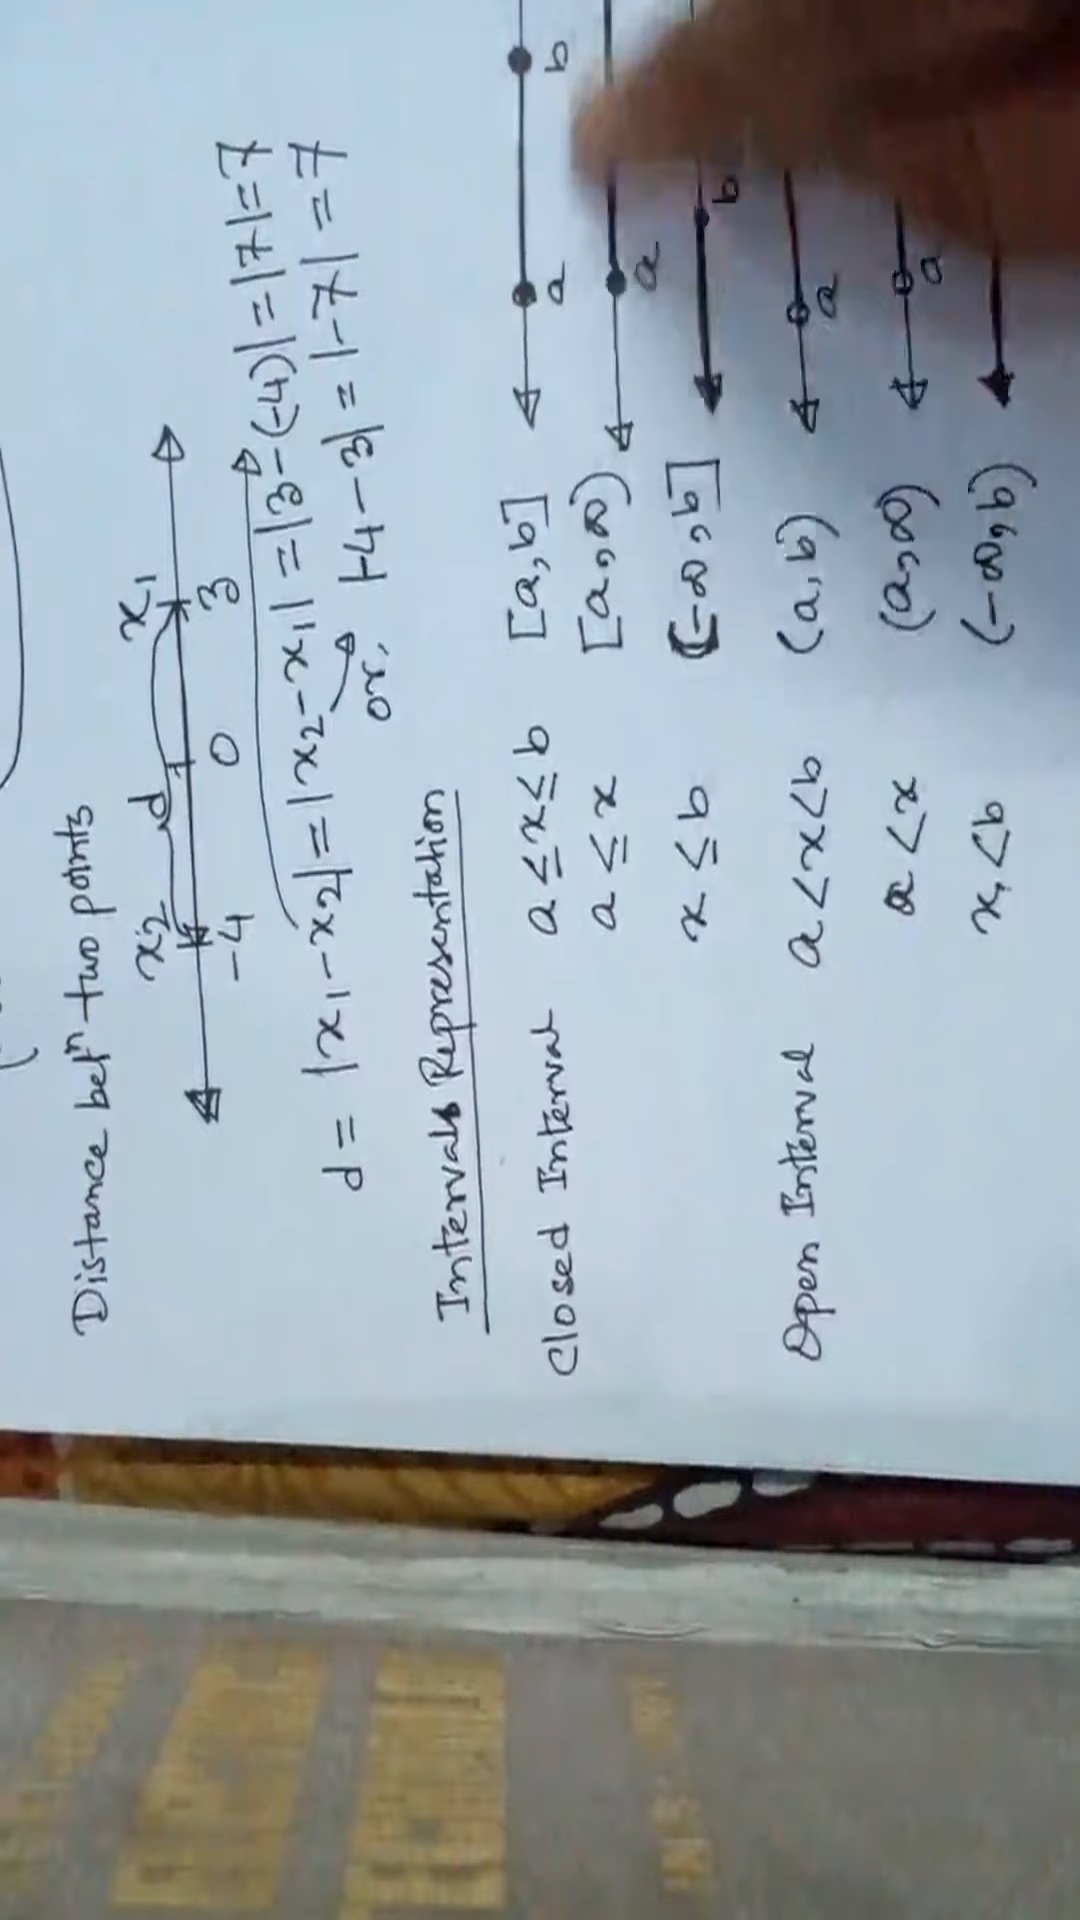 Distance betⁿ two points
x₂ d x₁
-4 0 3
d = |x₁-x₂| = |x₂-x₁| = |3-(-4)| = |7| = 7
or, |-4-3| = |-7| = 7
Intervals Representation
Closed Interval a≤x≤b [a,b] a b
a≤x [a,∞) a
x≤b (-∞,b] b
Open Interval a<x<b (a,b) a
a<x (a,∞) a
x<b (-∞,b)